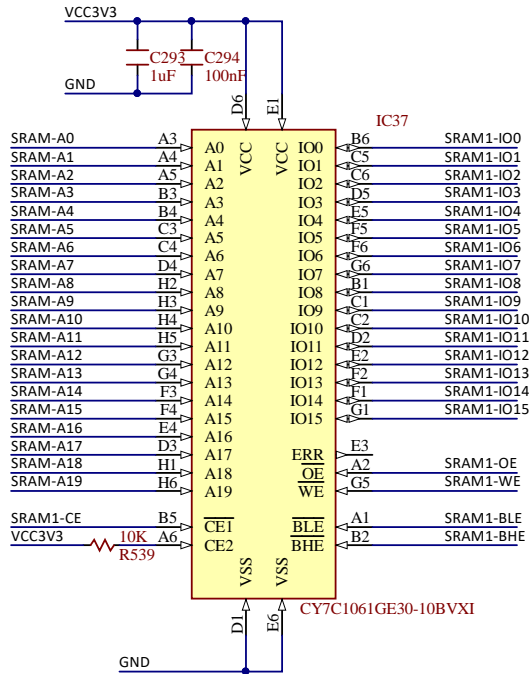 VCC3V3
C293 C294
1uF 100nF
GND
D6 E1
IC37
SRAM-A0 A3 A0 VCC VCC IO0 B6 SRAM1-IO0
SRAM-A1 A4 A1 IO1 C5 SRAM1-IO1
SRAM-A2 A5 A2 IO2 C6 SRAM1-IO2
SRAM-A3 B3 A3 IO3 D5 SRAM1-IO3
SRAM-A4 B4 A4 IO4 E5 SRAM1-IO4
SRAM-A5 C3 A5 IO5 F5 SRAM1-IO5
SRAM-A6 C4 A6 IO6 F6 SRAM1-IO6
SRAM-A7 D4 A7 IO7 G6 SRAM1-IO7
SRAM-A8 H2 A8 IO8 B1 SRAM1-IO8
SRAM-A9 H3 A9 IO9 C1 SRAM1-IO9
SRAM-A10 H4 A10 IO10 C2 SRAM1-IO10
SRAM-A11 H5 A11 IO11 D2 SRAM1-IO11
SRAM-A12 G3 A12 IO12 E2 SRAM1-IO12
SRAM-A13 G4 A13 IO13 F2 SRAM1-IO13
SRAM-A14 F3 A14 IO14 F1 SRAM1-IO14
SRAM-A15 F4 A15 IO15 G1 SRAM1-IO15
SRAM-A16 E4 A16
SRAM-A17 D3 A17 ERR E3
SRAM-A18 H1 A18 OE A2 SRAM1-OE
SRAM-A19 H6 A19 WE G5 SRAM1-WE
SRAM1-CE B5 CE1 BLE A1 SRAM1-BLE
VCC3V3 10K A6 CE2 BHE B2 SRAM1-BHE
R539
VSS VSS
CY7C1061GE30-10BVXI
D1 E6
GND